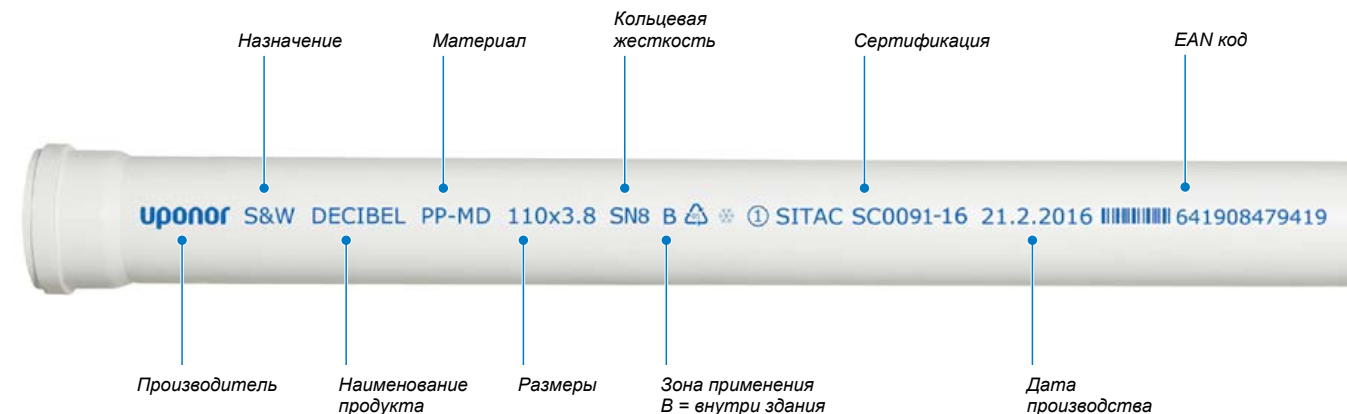 Назначение
Материал
Кольцевая
жесткость
Сертификация
EAN код
uponor S&W DECIBEL PP-MD 110x3.8 SN8 B ① SITAC SC0091-16 21.2.2016 641908479419
Производитель
Наименование
продукта
Размеры
Зона применения
B = внутри здания
Дата
производства